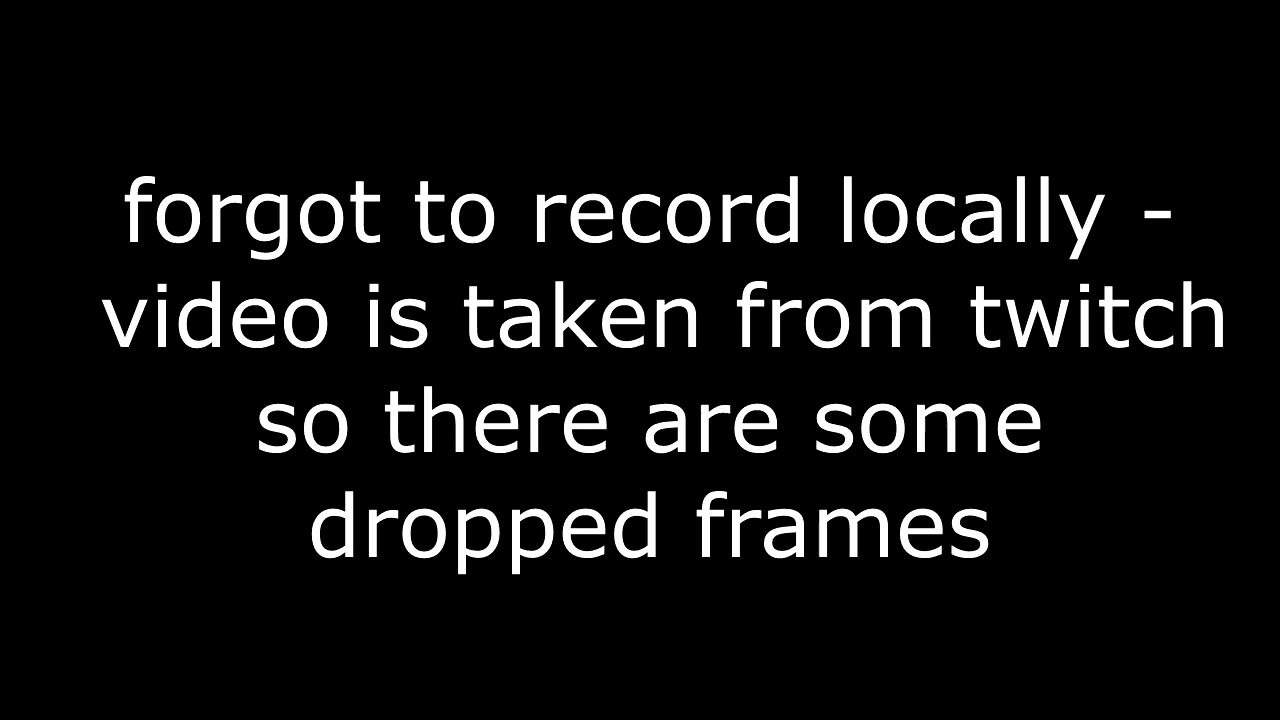 forgot to record locally -
video is taken from twitch
so there are some
dropped frames